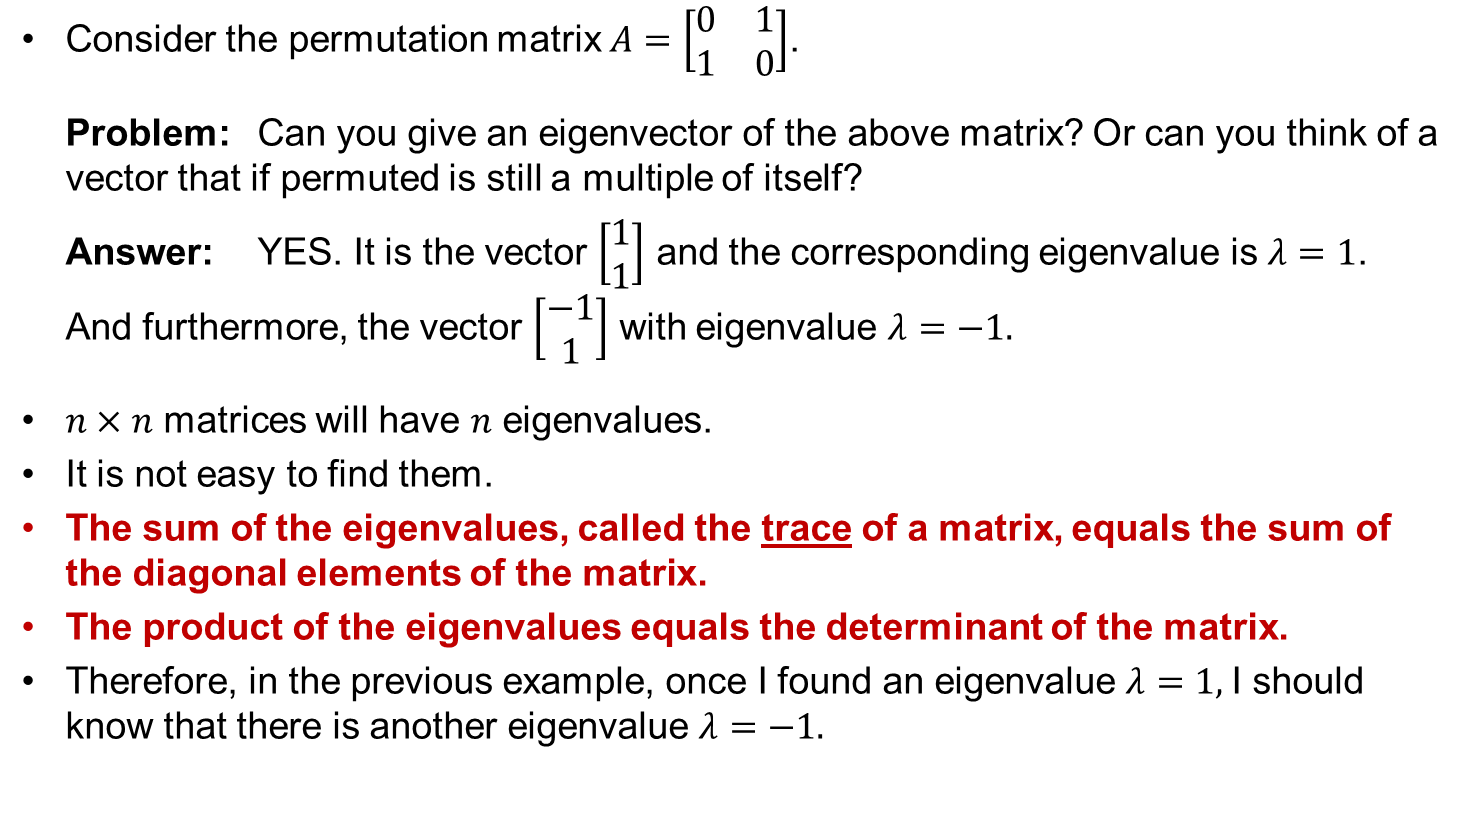 • Consider the permutation matrix A = [0 1; 1 0].
Problem: Can you give an eigenvector of the above matrix? Or can you think of a
vector that if permuted is still a multiple of itself?
Answer: YES. It is the vector [1; 1] and the corresponding eigenvalue is λ = 1.
And furthermore, the vector [−1; 1] with eigenvalue λ = −1.
• n × n matrices will have n eigenvalues.
• It is not easy to find them.
• The sum of the eigenvalues, called the trace of a matrix, equals the sum of
the diagonal elements of the matrix.
• The product of the eigenvalues equals the determinant of the matrix.
• Therefore, in the previous example, once I found an eigenvalue λ = 1, I should
know that there is another eigenvalue λ = −1.